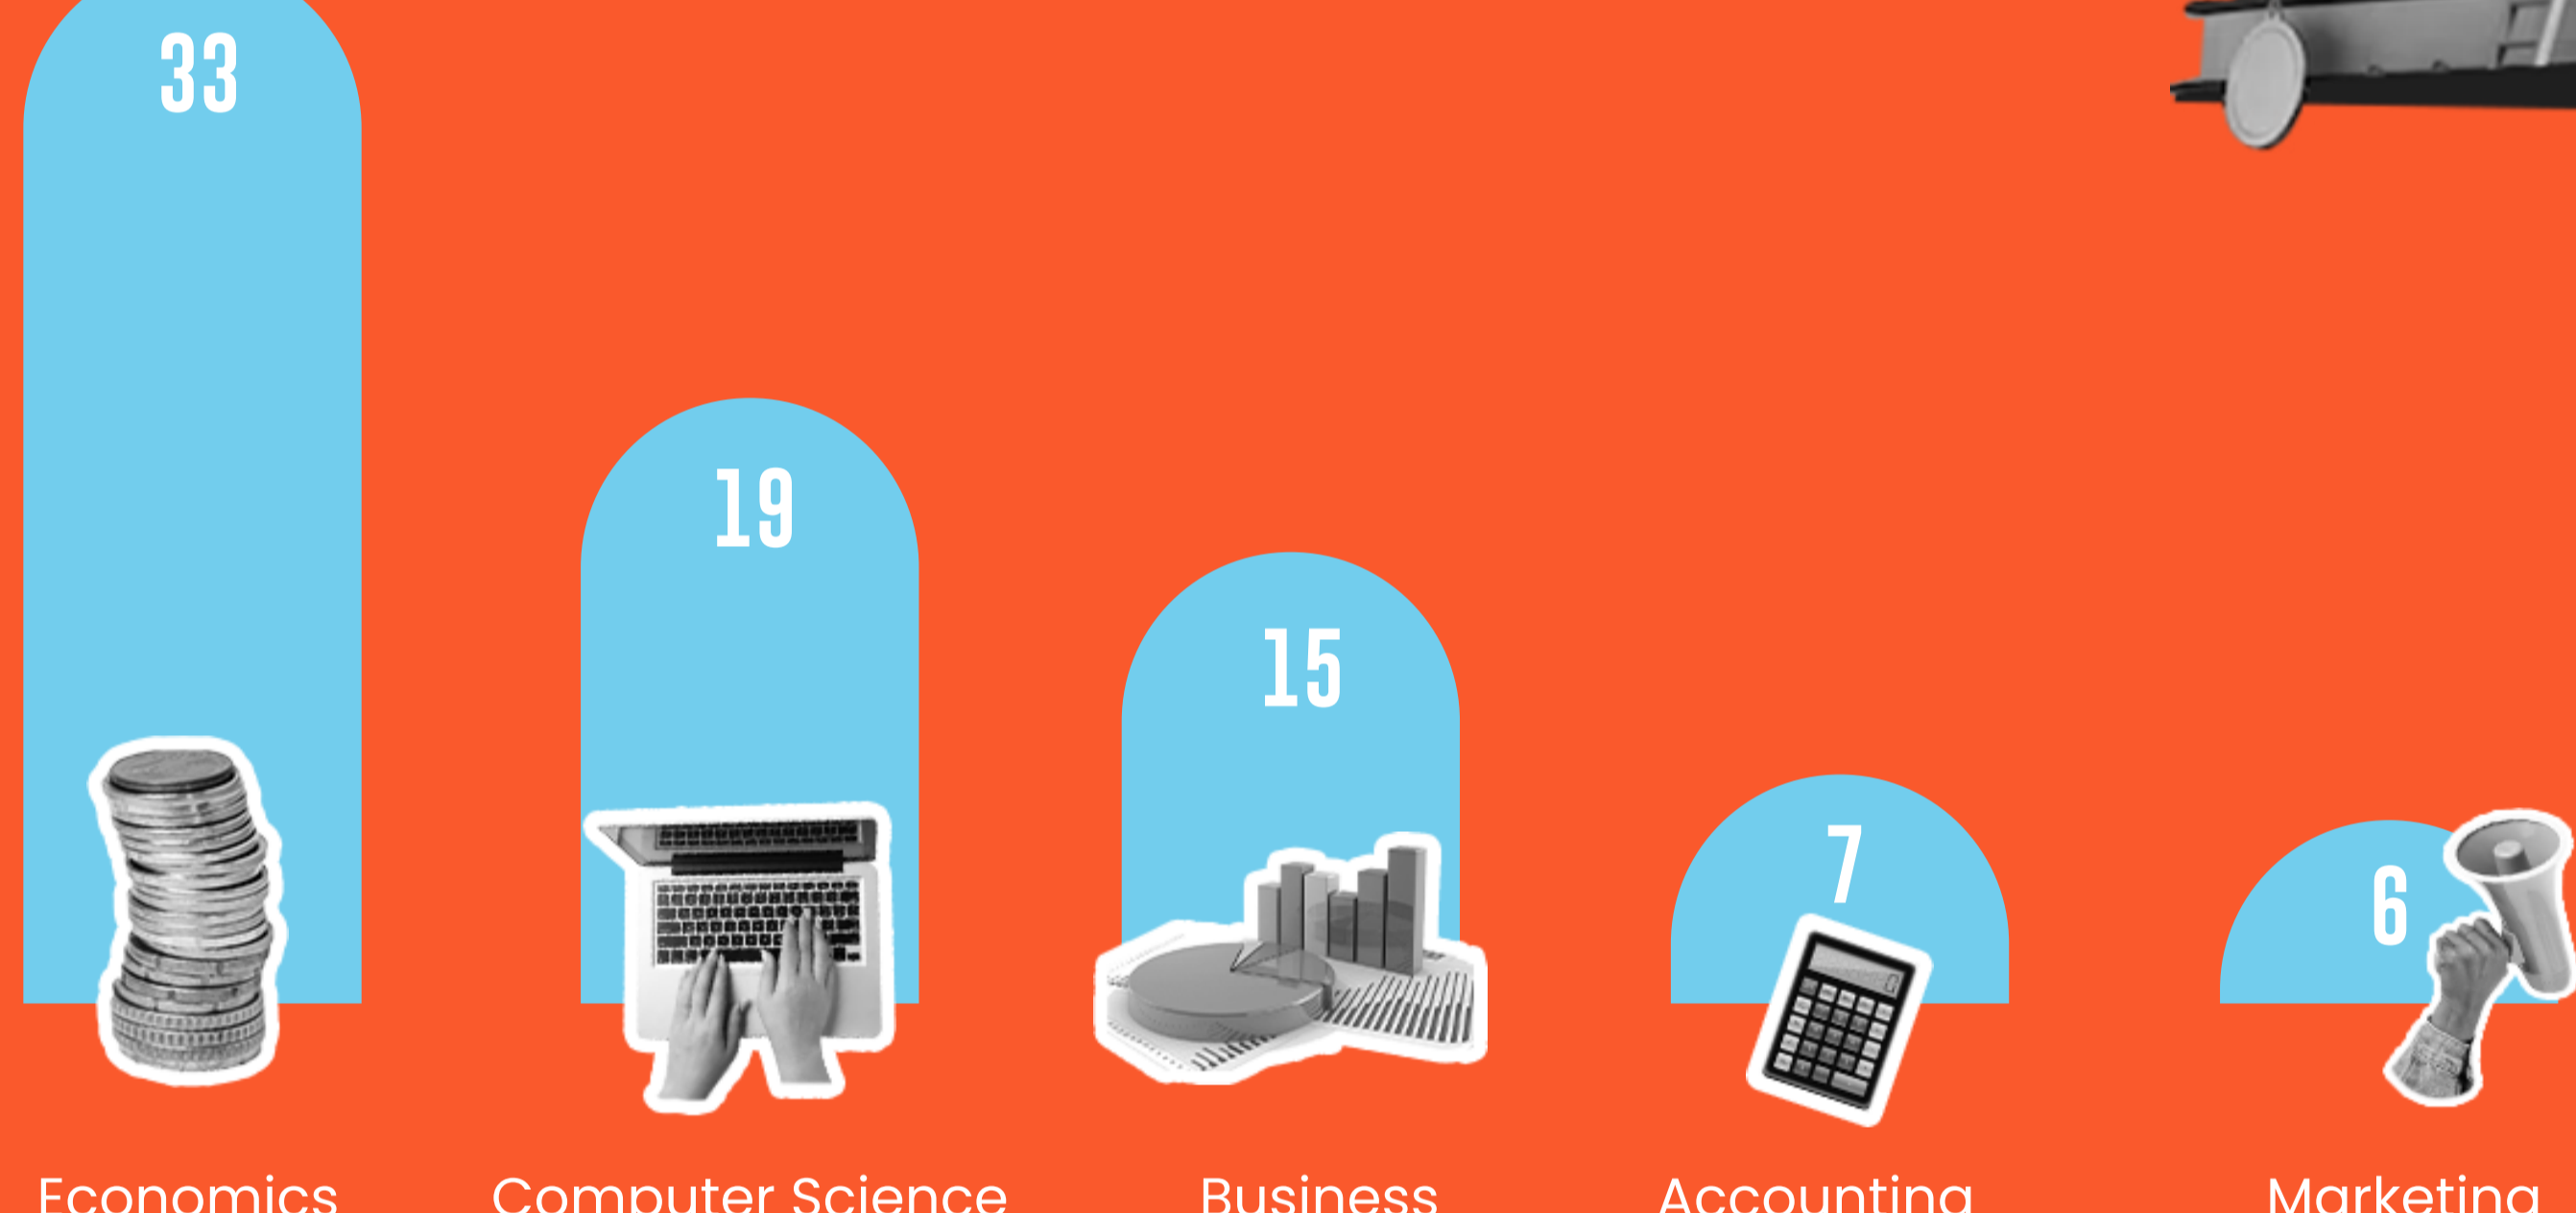 33
19
15
7
6
Economics
Computer Science
Business
Accounting
Marketing